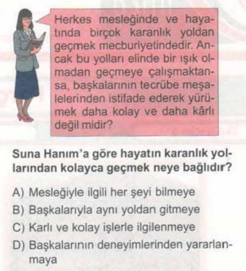 Herkes mesleğinde ve haya-
tında birçok karanlık yoldan
geçmek mecburiyetindedir. An-
cak bu yolları elinde bir ışık ol-
madan geçmeye çalışmaktan-
sa, başkalarının tecrübe meşa-
lelerinden istifade ederek yürü-
mek daha kolay ve daha kârlı
değil midir?
Suna Hanım'a göre hayatın karanlık yol-
larından kolayca geçmek neye bağlıdır?
A) Mesleğiyle ilgili her şeyi bilmeye
B) Başkalarıyla aynı yoldan gitmeye
C) Karlı ve kolay işlerle ilgilenmeye
D) Başkalarının deneyimlerinden yararlan-
maya